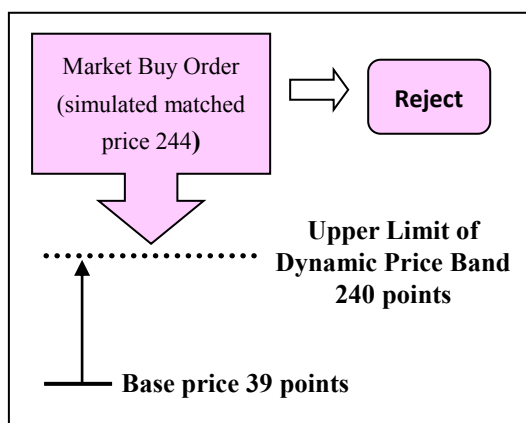 Market Buy Order
(simulated matched
price 244)
Reject
Upper Limit of
Dynamic Price Band
240 points
Base price 39 points